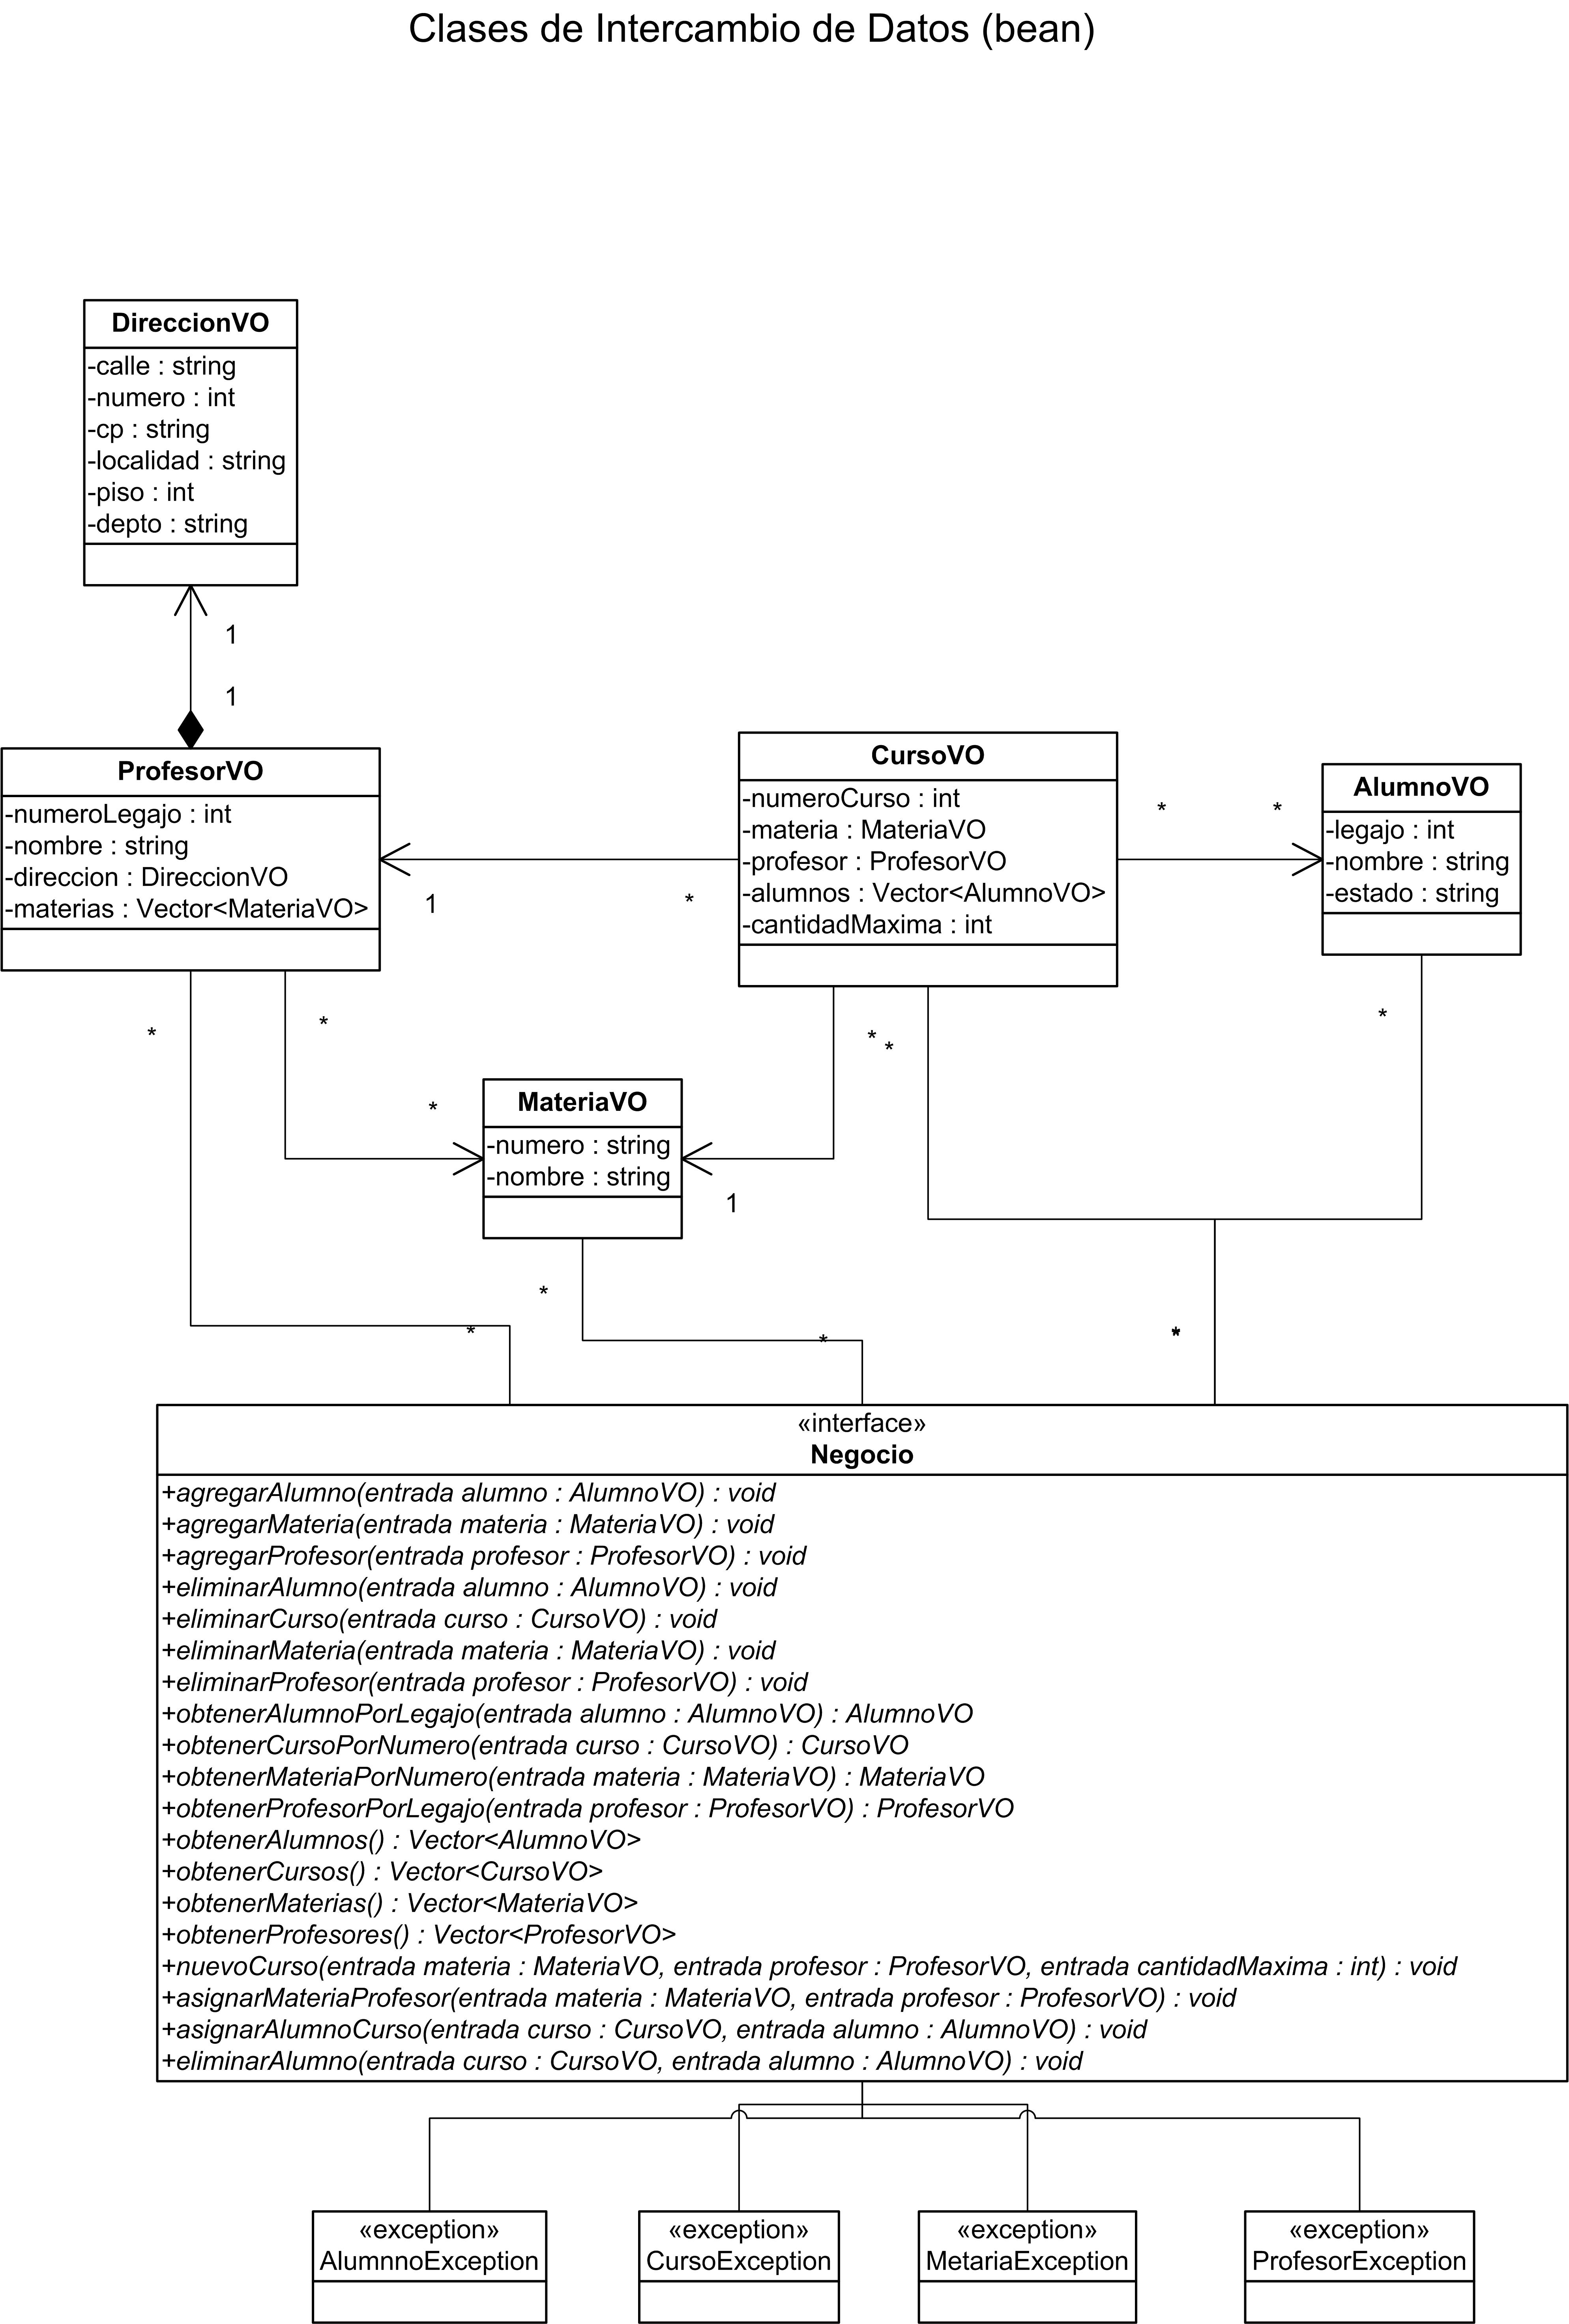 Clases de Intercambio de Datos (bean)
DireccionVO
-calle : string
-numero : int
-cp : string
-localidad : string
-piso : int
-depto : string
1
1
ProfesorVO
-numeroLegajo : int
-nombre : string
-direccion : DireccionVO
-materias : Vector<MateriaVO>
1
*
CursoVO
-numeroCurso : int
-materia : MateriaVO
-profesor : ProfesorVO
-alumnos : Vector<AlumnoVO>
-cantidadMaxima : int
*
*
AlumnoVO
-legajo : int
-nombre : string
-estado : string
*
*
*
*
*
*
MateriaVO
-numero : string
-nombre : string
1
*
*
*
*
*
«interface»
Negocio
+agregarAlumno(entrada alumno : AlumnoVO) : void
+agregarMateria(entrada materia : MateriaVO) : void
+agregarProfesor(entrada profesor : ProfesorVO) : void
+eliminarAlumno(entrada alumno : AlumnoVO) : void
+eliminarCurso(entrada curso : CursoVO) : void
+eliminarMateria(entrada materia : MateriaVO) : void
+eliminarProfesor(entrada profesor : ProfesorVO) : void
+obtenerAlumnoPorLegajo(entrada alumno : AlumnoVO) : AlumnoVO
+obtenerCursoPorNumero(entrada curso : CursoVO) : CursoVO
+obtenerMateriaPorNumero(entrada materia : MateriaVO) : MateriaVO
+obtenerProfesorPorLegajo(entrada profesor : ProfesorVO) : ProfesorVO
+obtenerAlumnos() : Vector<AlumnoVO>
+obtenerCursos() : Vector<CursoVO>
+obtenerMaterias() : Vector<MateriaVO>
+obtenerProfesores() : Vector<ProfesorVO>
+nuevoCurso(entrada materia : MateriaVO, entrada profesor : ProfesorVO, entrada cantidadMaxima : int) : void
+asignarMateriaProfesor(entrada materia : MateriaVO, entrada profesor : ProfesorVO) : void
+asignarAlumnoCurso(entrada curso : CursoVO, entrada alumno : AlumnoVO) : void
+eliminarAlumno(entrada curso : CursoVO, entrada alumno : AlumnoVO) : void
«exception»
AlumnnoException
«exception»
CursoException
«exception»
MetariaException
«exception»
ProfesorException